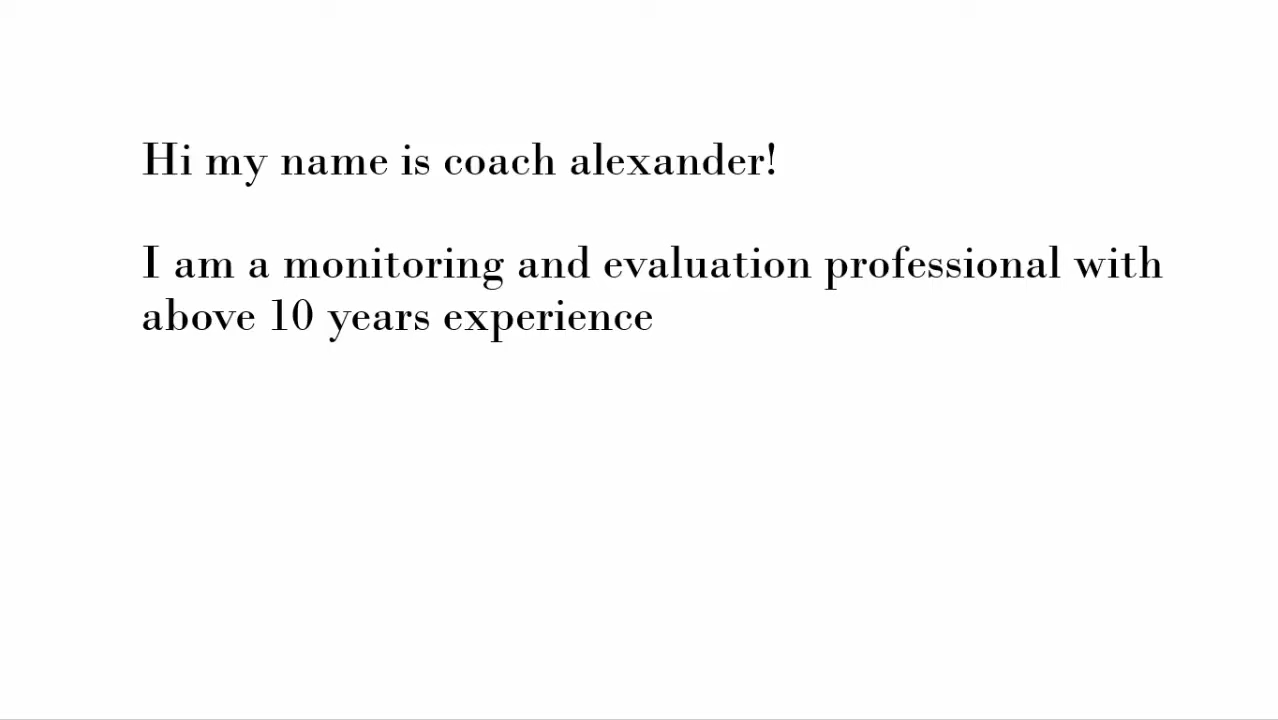 Hi my name is coach alexander!
I am a monitoring and evaluation professional with
above 10 years experience